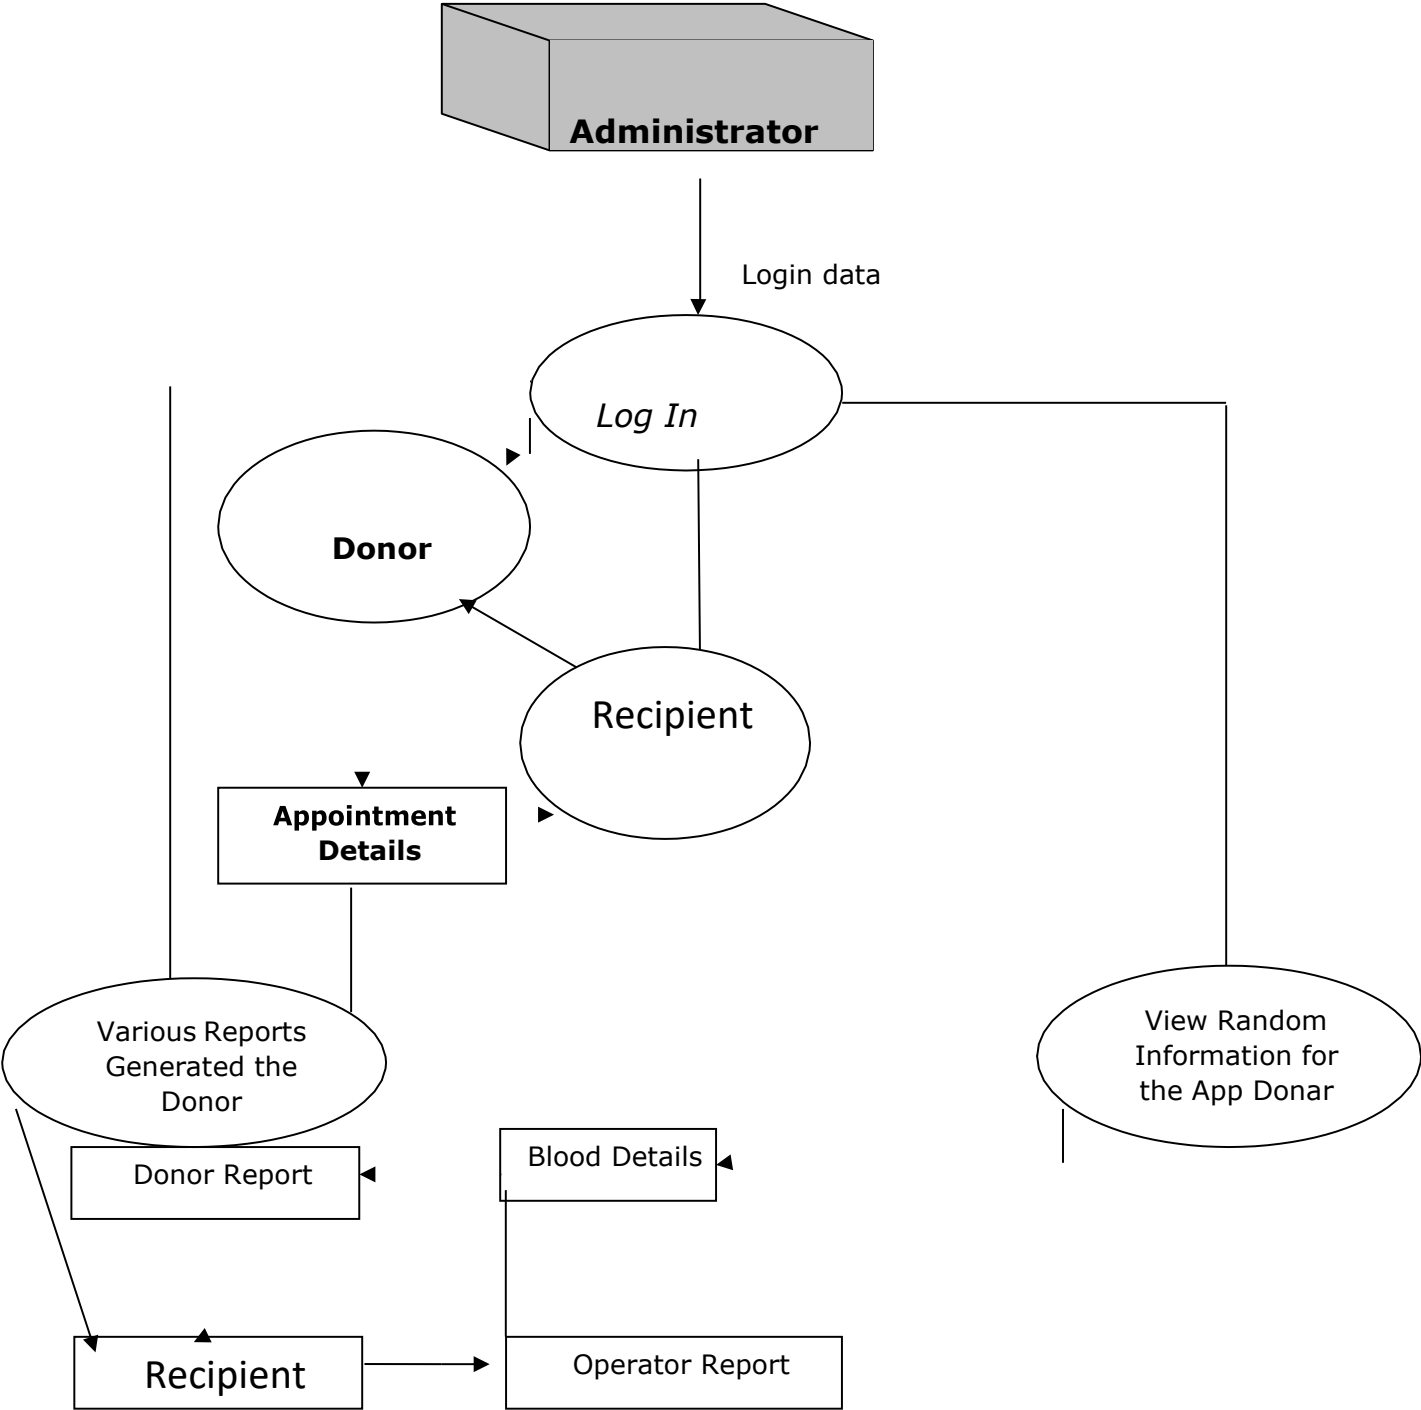 Administrator
Login data
Log In
Donor
Recipient
Appointment
Details
Various Reports
Generated the
Donor
View Random
Information for
the App Donar
Blood Details
Donor Report
Recipient
Operator Report